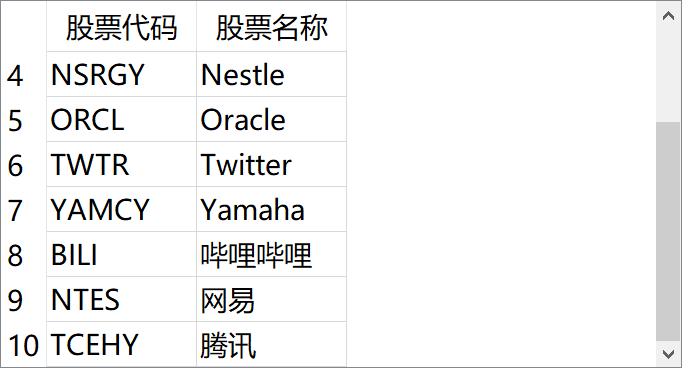 股票代码 股票名称
4 NSRGY Nestle
5 ORCL Oracle
6 TWTR Twitter
7 YAMCY Yamaha
8 BILI 哔哩哔哩
9 NTES 网易
10 TCEHY 腾讯